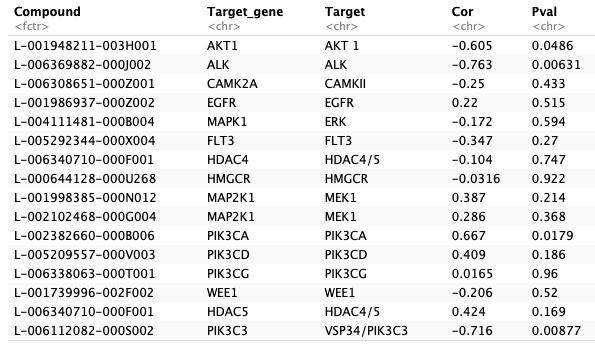 Compound Target_gene Target Cor Pval
<fctr> <chr> <chr> <chr> <chr>
L-001948211-003H001 AKT1 AKT 1 -0.605 0.0486
L-006369882-000J002 ALK ALK -0.763 0.00631
L-006308651-000Z001 CAMK2A CAMKII -0.25 0.433
L-001986937-000Z002 EGFR EGFR 0.22 0.515
L-004111481-000B004 MAPK1 ERK -0.172 0.594
L-005292344-000X004 FLT3 FLT3 -0.347 0.27
L-006340710-000F001 HDAC4 HDAC4/5 -0.104 0.747
L-000644128-000U268 HMGCR HMGCR -0.0316 0.922
L-001998385-000N012 MAP2K1 MEK1 0.387 0.214
L-002102468-000G004 MAP2K1 MEK1 0.286 0.368
L-002382660-000B006 PIK3CA PIK3CA 0.667 0.0179
L-005209557-000V003 PIK3CD PIK3CD 0.409 0.186
L-006338063-000T001 PIK3CG PIK3CG 0.0165 0.96
L-001739996-002F002 WEE1 WEE1 -0.206 0.52
L-006340710-000F001 HDAC5 HDAC4/5 0.424 0.169
L-006112082-000S002 PIK3C3 VSP34/PIK3C3 -0.716 0.00877